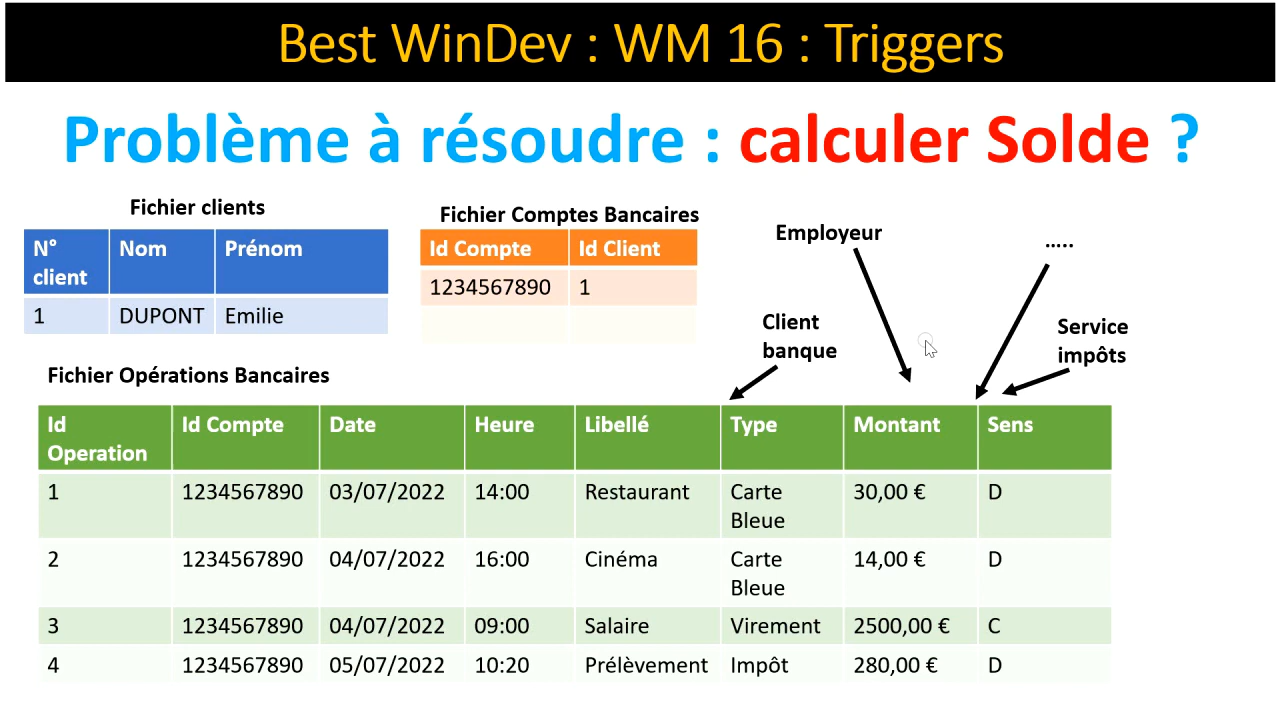 Best WinDev : WM 16 : Triggers
Problème à résoudre : calculer Solde ?
Fichier clients
N° client Nom Prénom
1 DUPONT Emilie
Fichier Comptes Bancaires
Id Compte Id Client
1234567890 1
Employeur
.....
Client
banque
Service
impôts
Fichier Opérations Bancaires
Id Operation Id Compte Date Heure Libellé Type Montant Sens
1 1234567890 03/07/2022 14:00 Restaurant Carte Bleue 30,00 € D
2 1234567890 04/07/2022 16:00 Cinéma Carte Bleue 14,00 € D
3 1234567890 04/07/2022 09:00 Salaire Virement 2500,00 € C
4 1234567890 05/07/2022 10:20 Prélèvement Impôt 280,00 € D